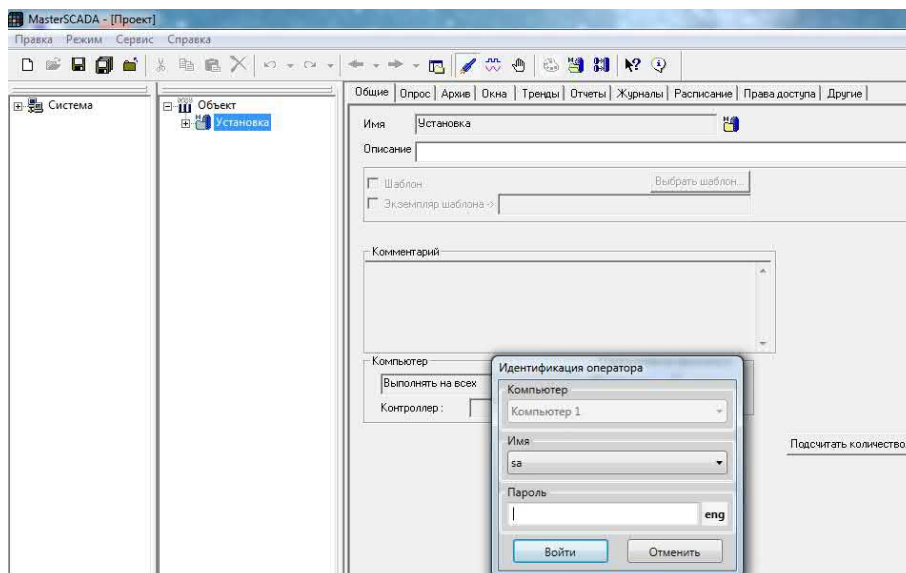 MasterSCADA - [Проект]
Правка Режим Сервис Справка
Система
Объект
Установка
Общие Опрос Архив Окна Тренды Отчеты Журналы Расписание Права доступа Другие
Имя Установка
Описание
Шаблон Выбрать шаблон...
Экземпляр шаблона ->
Комментарий
Компьютер
Выполнять на всех
Контроллер :
Подсчитать количество
Идентификация оператора
Компьютер
Компьютер 1
Имя
sa
Пароль
eng
Войти Отменить